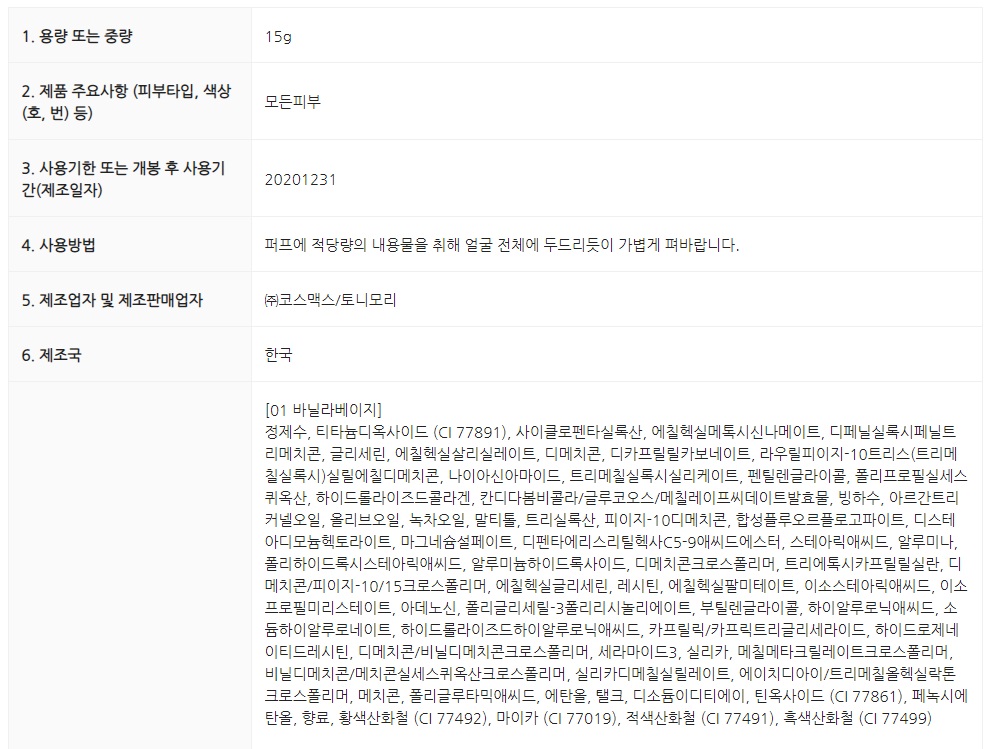 1. 용량 또는 중량
15g
2. 제품 주요사항 (피부타입, 색상
(호, 번) 등)
모든피부
3. 사용기한 또는 개봉 후 사용기
간(제조일자)
20201231
4. 사용방법
퍼프에 적당량의 내용물을 취해 얼굴 전체에 두드리듯이 가볍게 펴바랍니다.
5. 제조업자 및 제조판매업자
㈜코스맥스/토니모리
6. 제조국
한국
[01 바닐라베이지]
정제수, 티타늄디옥사이드 (CI 77891), 사이클로펜타실록산, 에칠헥실메톡시신나메이트, 디페닐실록시페닐트
리메치콘, 글리세린, 에칠헥실살리실레이트, 디메치콘, 디카프릴릴카보네이트, 라우릴피이지-10트리스(트리메
칠실록시)실릴에칠디메치콘, 나이아신아마이드, 트리메칠실록시실리케이트, 펜틸렌글라이콜, 폴리프로필실세스
퀴옥산, 하이드롤라이즈드콜라겐, 칸디다봄비콜라/글루코오스/메칠레이프씨데이트발효물, 빙하수, 아르간트리
커넬오일, 올리브오일, 녹차오일, 말티톨, 트리실록산, 피이지-10디메치콘, 합성플루오르플로고파이트, 디스테
아디모늄헥토라이트, 마그네슘설페이트, 디펜타에리스리틸헥사C5-9애씨드에스터, 스테아릭애씨드, 알루미나,
폴리하이드록시스테아릭애씨드, 알루미늄하이드록사이드, 디메치콘크로스폴리머, 트리에톡시카프릴릴실란, 디
메치콘/피이지-10/15크로스폴리머, 에칠헥실글리세린, 레시틴, 에칠헥실팔미테이트, 이소스테아릭애씨드, 이소
프로필미리스테이트, 아데노신, 폴리글리세릴-3폴리리시놀리에이트, 부틸렌글라이콜, 하이알루로닉애씨드, 소
듐하이알루로네이트, 하이드롤라이즈드하이알루로닉애씨드, 카프릴릭/카프릭트리글리세라이드, 하이드로제네
이티드레시틴, 디메치콘/비닐디메치콘크로스폴리머, 세라마이드3, 실리카, 메칠메타크릴레이트크로스폴리머,
비닐디메치콘/메치콘실세스퀴옥산크로스폴리머, 실리카디메칠실릴레이트, 에이치디아이/트리메칠올헥실락톤
크로스폴리머, 메치콘, 폴리글루타믹애씨드, 에탄올, 탤크, 디소듐이디티에이, 틴옥사이드 (CI 77861), 페녹시에
탄올, 향료, 황색산화철 (CI 77492), 마이카 (CI 77019), 적색산화철 (CI 77491), 흑색산화철 (CI 77499)